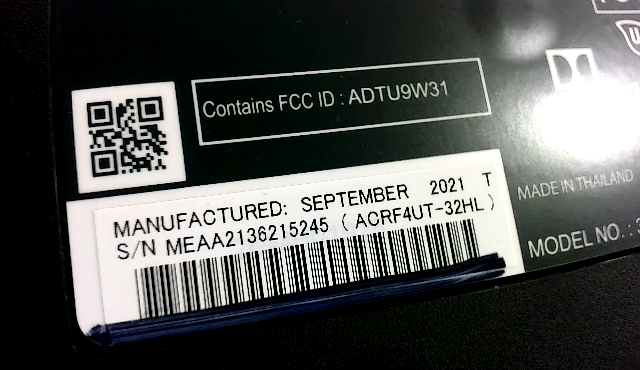 Contains FCC ID : ADTU9W31
MANUFACTURED: SEPTEMBER 2021 T
S/N MEAA2136215245 ( ACRF4UT-32HL )
MADE IN THAILAND
MODEL NO. :